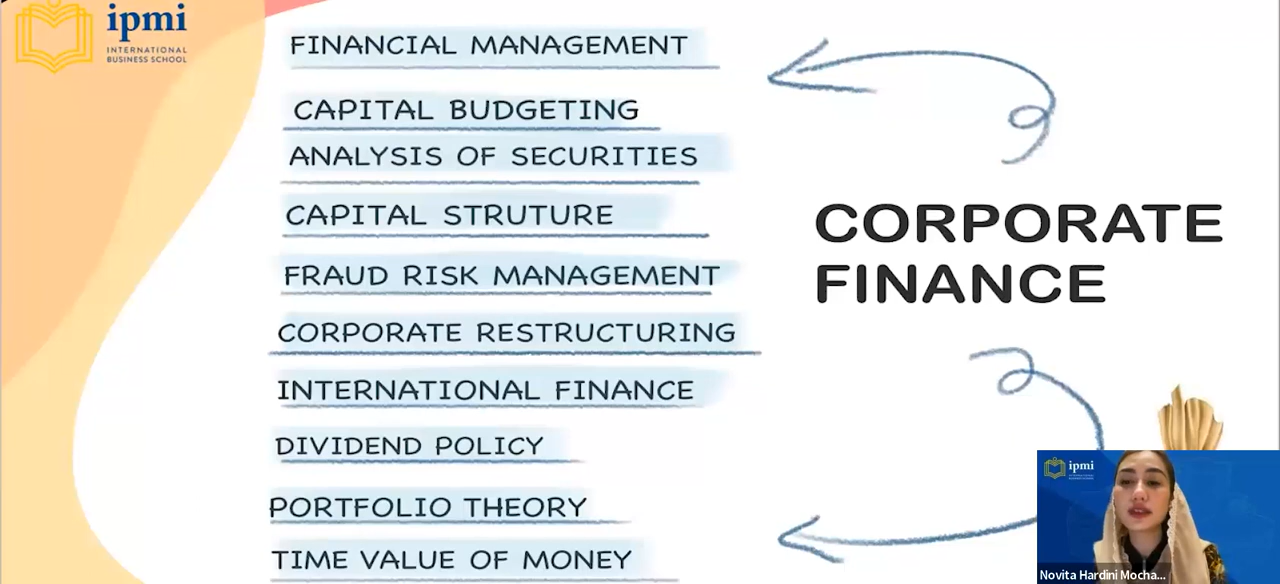 ipmi
INTERNATIONAL
BUSINESS SCHOOL
FINANCIAL MANAGEMENT
CAPITAL BUDGETING
ANALYSIS OF SECURITIES
CAPITAL STRUTURE
FRAUD RISK MANAGEMENT
CORPORATE RESTRUCTURING
INTERNATIONAL FINANCE
DIVIDEND POLICY
PORTFOLIO THEORY
TIME VALUE OF MONEY
CORPORATE
FINANCE
ipmi
Novita Hardini Mocha...